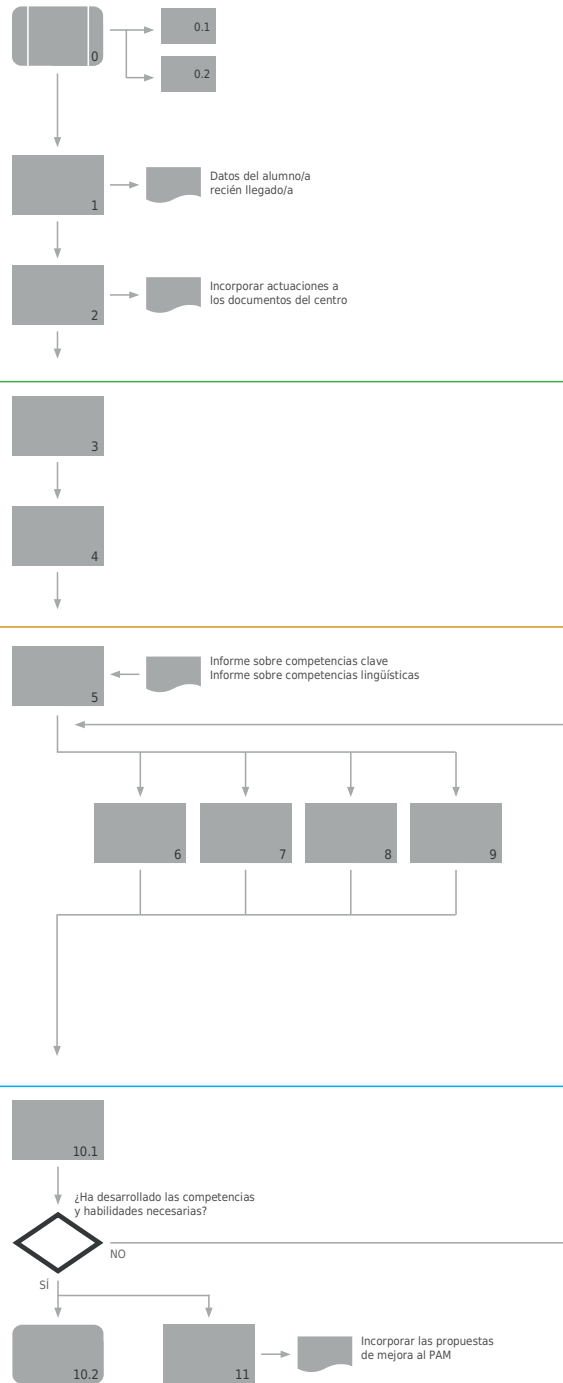 0
0.1
0.2
1
Datos del alumno/a
recién llegado/a
2
Incorporar actuaciones a
los documentos del centro
3
4
5
Informe sobre competencias clave
Informe sobre competencias lingüísticas
6
7
8
9
10.1
¿Ha desarrollado las competencias
y habilidades necesarias?
NO
SÍ
10.2
11
Incorporar las propuestas
de mejora al PAM